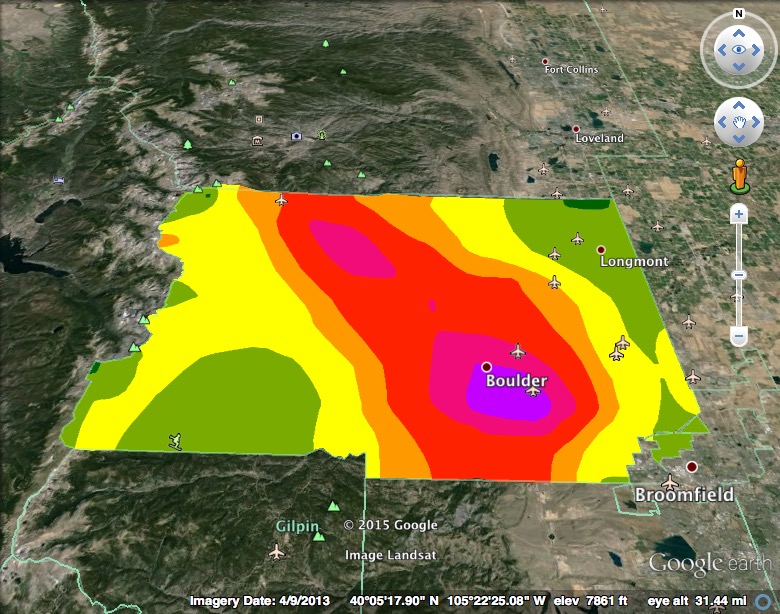 N
Fort Collins
Loveland
Longmont
Boulder
Broomfield
Gilpin
© 2015 Google
Image Landsat
Google earth
Imagery Date: 4/9/2013 40°05'17.90" N 105°22'25.08" W elev 7861 ft eye alt 31.44 mi